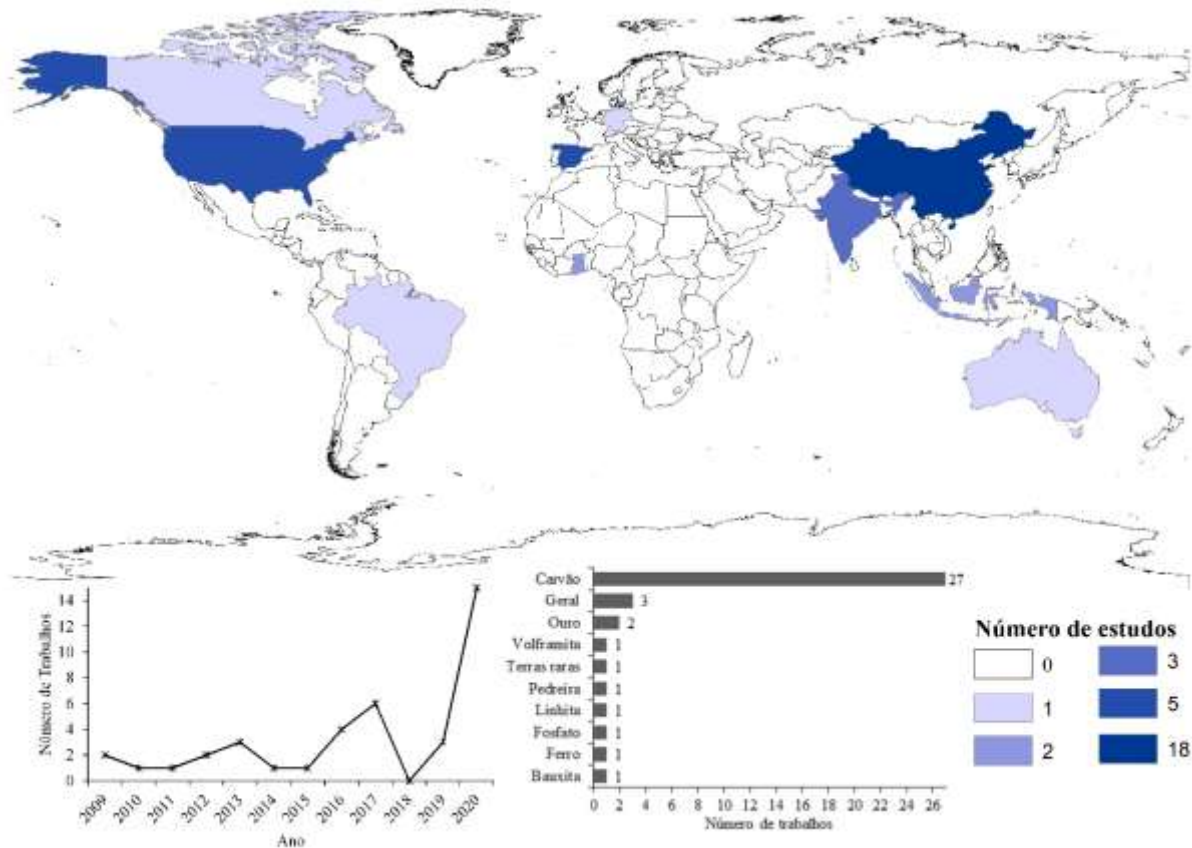 14
12
10
8
6
4
2
0
Número de Trabalhos
2009 2010 2011 2012 2013 2014 2015 2016 2017 2018 2019 2020
Ano
Carvão 27
Geral 3
Ouro 2
Volframita 1
Terras raras 1
Pedreira 1
Linhita 1
Fosfato 1
Ferro 1
Bauxita 1
0 2 4 6 8 10 12 14 16 18 20 22 24 26
Número de trabalhos
Número de estudos
0 3
1 5
2 18